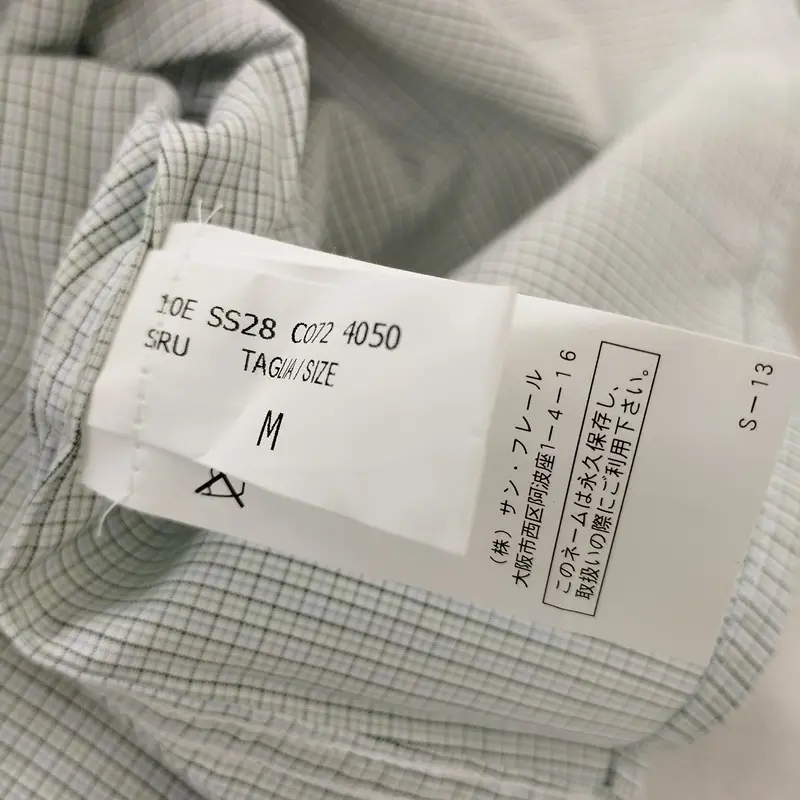 10E SS28 C072 4050
SRU TAGLIA/SIZE
M
(株) サン・フレール
大阪市西区阿波座1-4-16
このネームは永久保存し、
取扱いの際にご利用下さい。
S-13